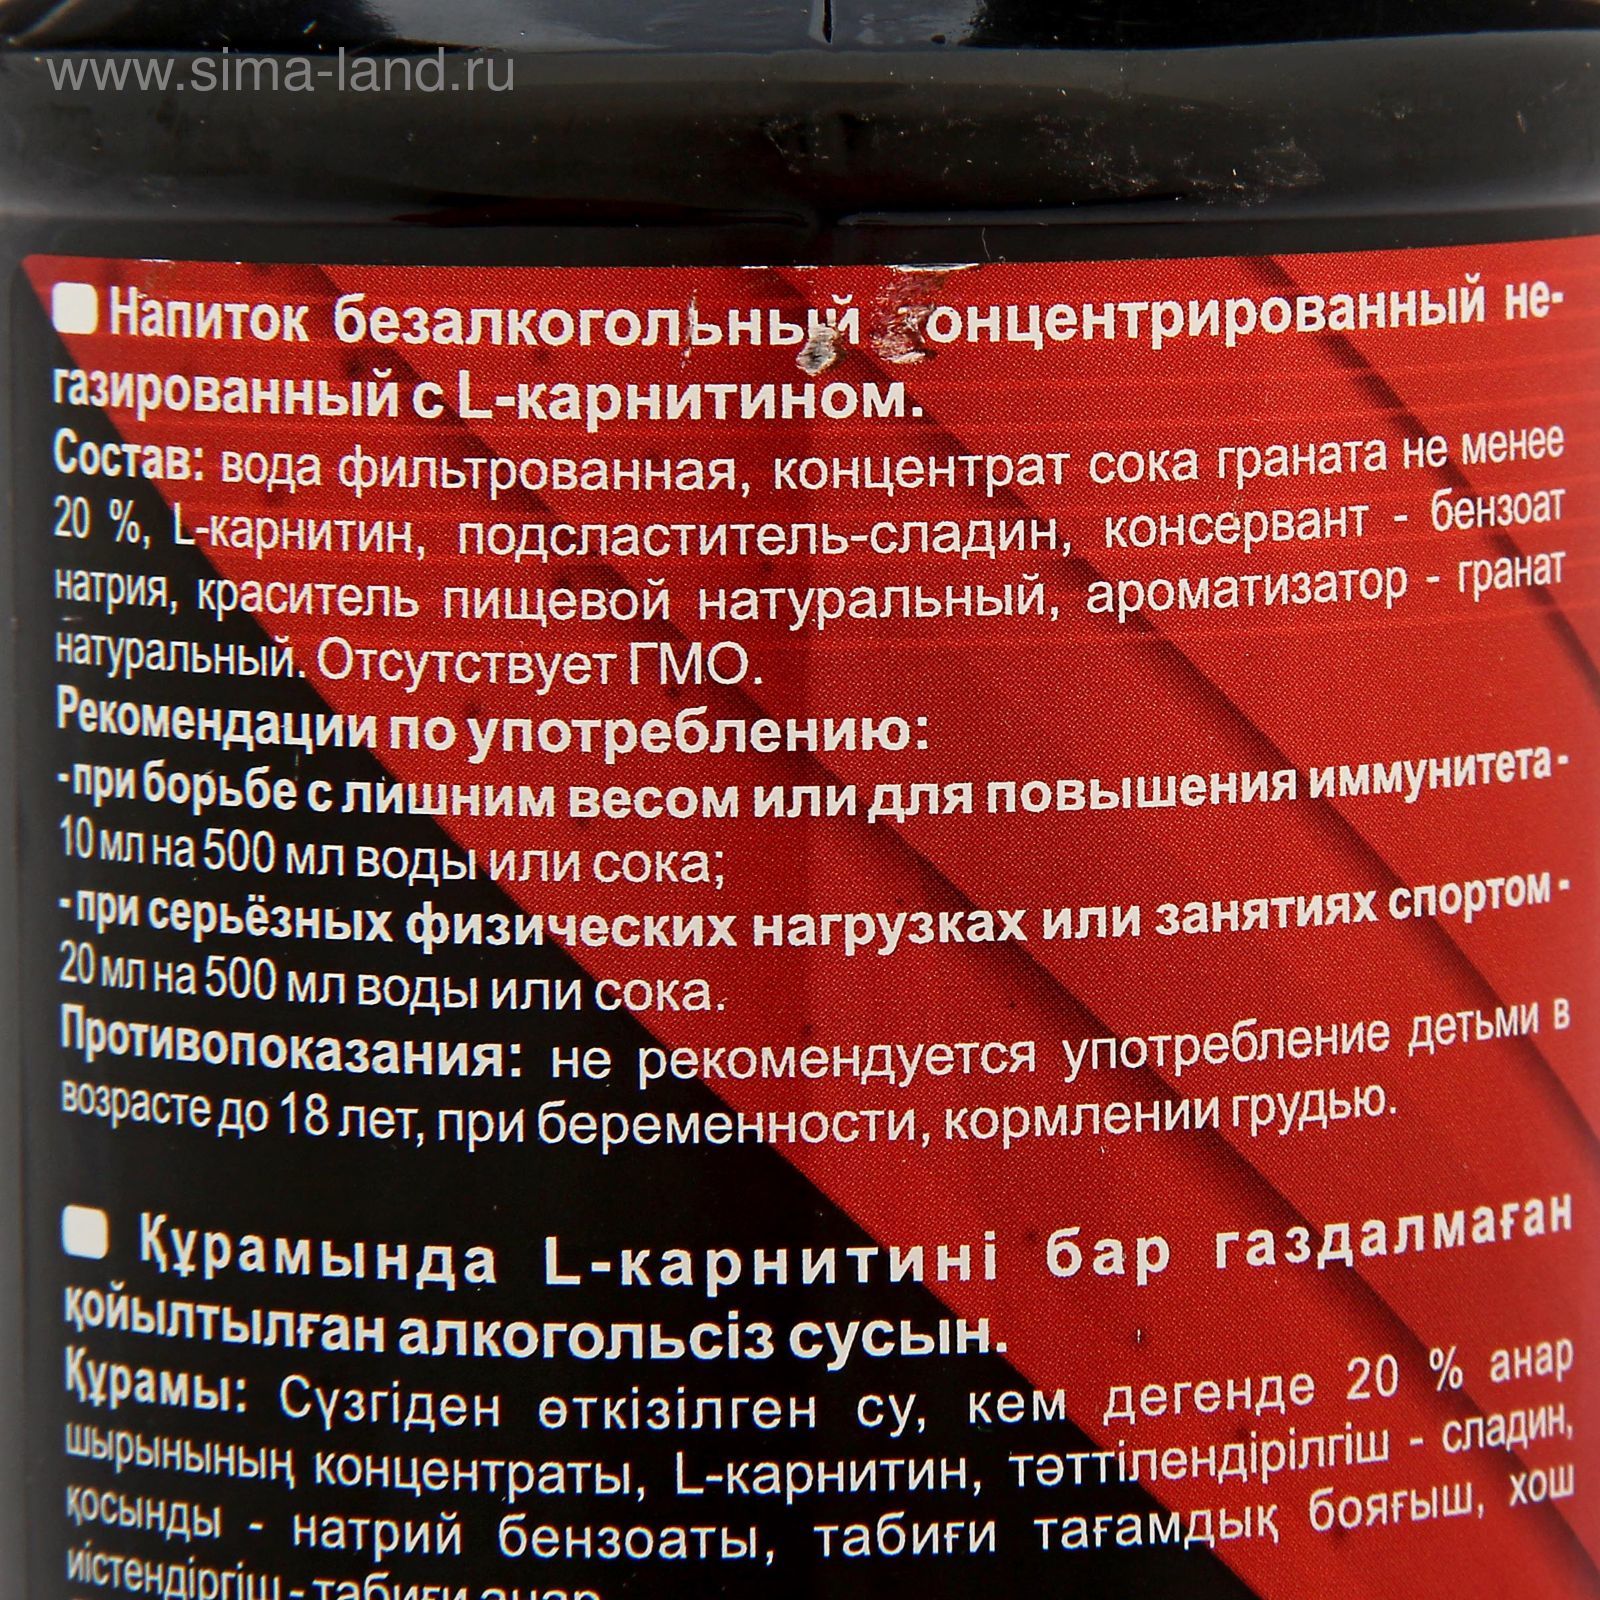 www.sima-land.ru
Напиток безалкогольный концентрированный не-
газированный с L-карнитином.
Состав: вода фильтрованная, концентрат сока граната не менее
20 %, L-карнитин, подсластитель-сладин, консервант - бензоат
натрия, краситель пищевой натуральный, ароматизатор - гранат
натуральный. Отсутствует ГМО.
Рекомендации по употреблению:
-при борьбе с лишним весом или для повышения иммунитета-
10 мл на 500 мл воды или сока;
-при серьёзных физических нагрузках или занятиях спортом-
20 мл на 500 мл воды или сока.
Противопоказания: не рекомендуется употребление детьми в
возрасте до 18 лет, при беременности, кормлении грудью.
Құрамында L-карнитині бар газдалмаған
қойылтылған алкогольсіз сусын.
Құрамы: Сүзгіден өткізілген су, кем дегенде 20 % анар
шырынының концентраты, L-карнитин, тәттілендірілгіш - сладин,
қосынды - натрий бензоаты, табиғи тағамдық бояғыш, хош
иістендіргіш - табиғи анар.